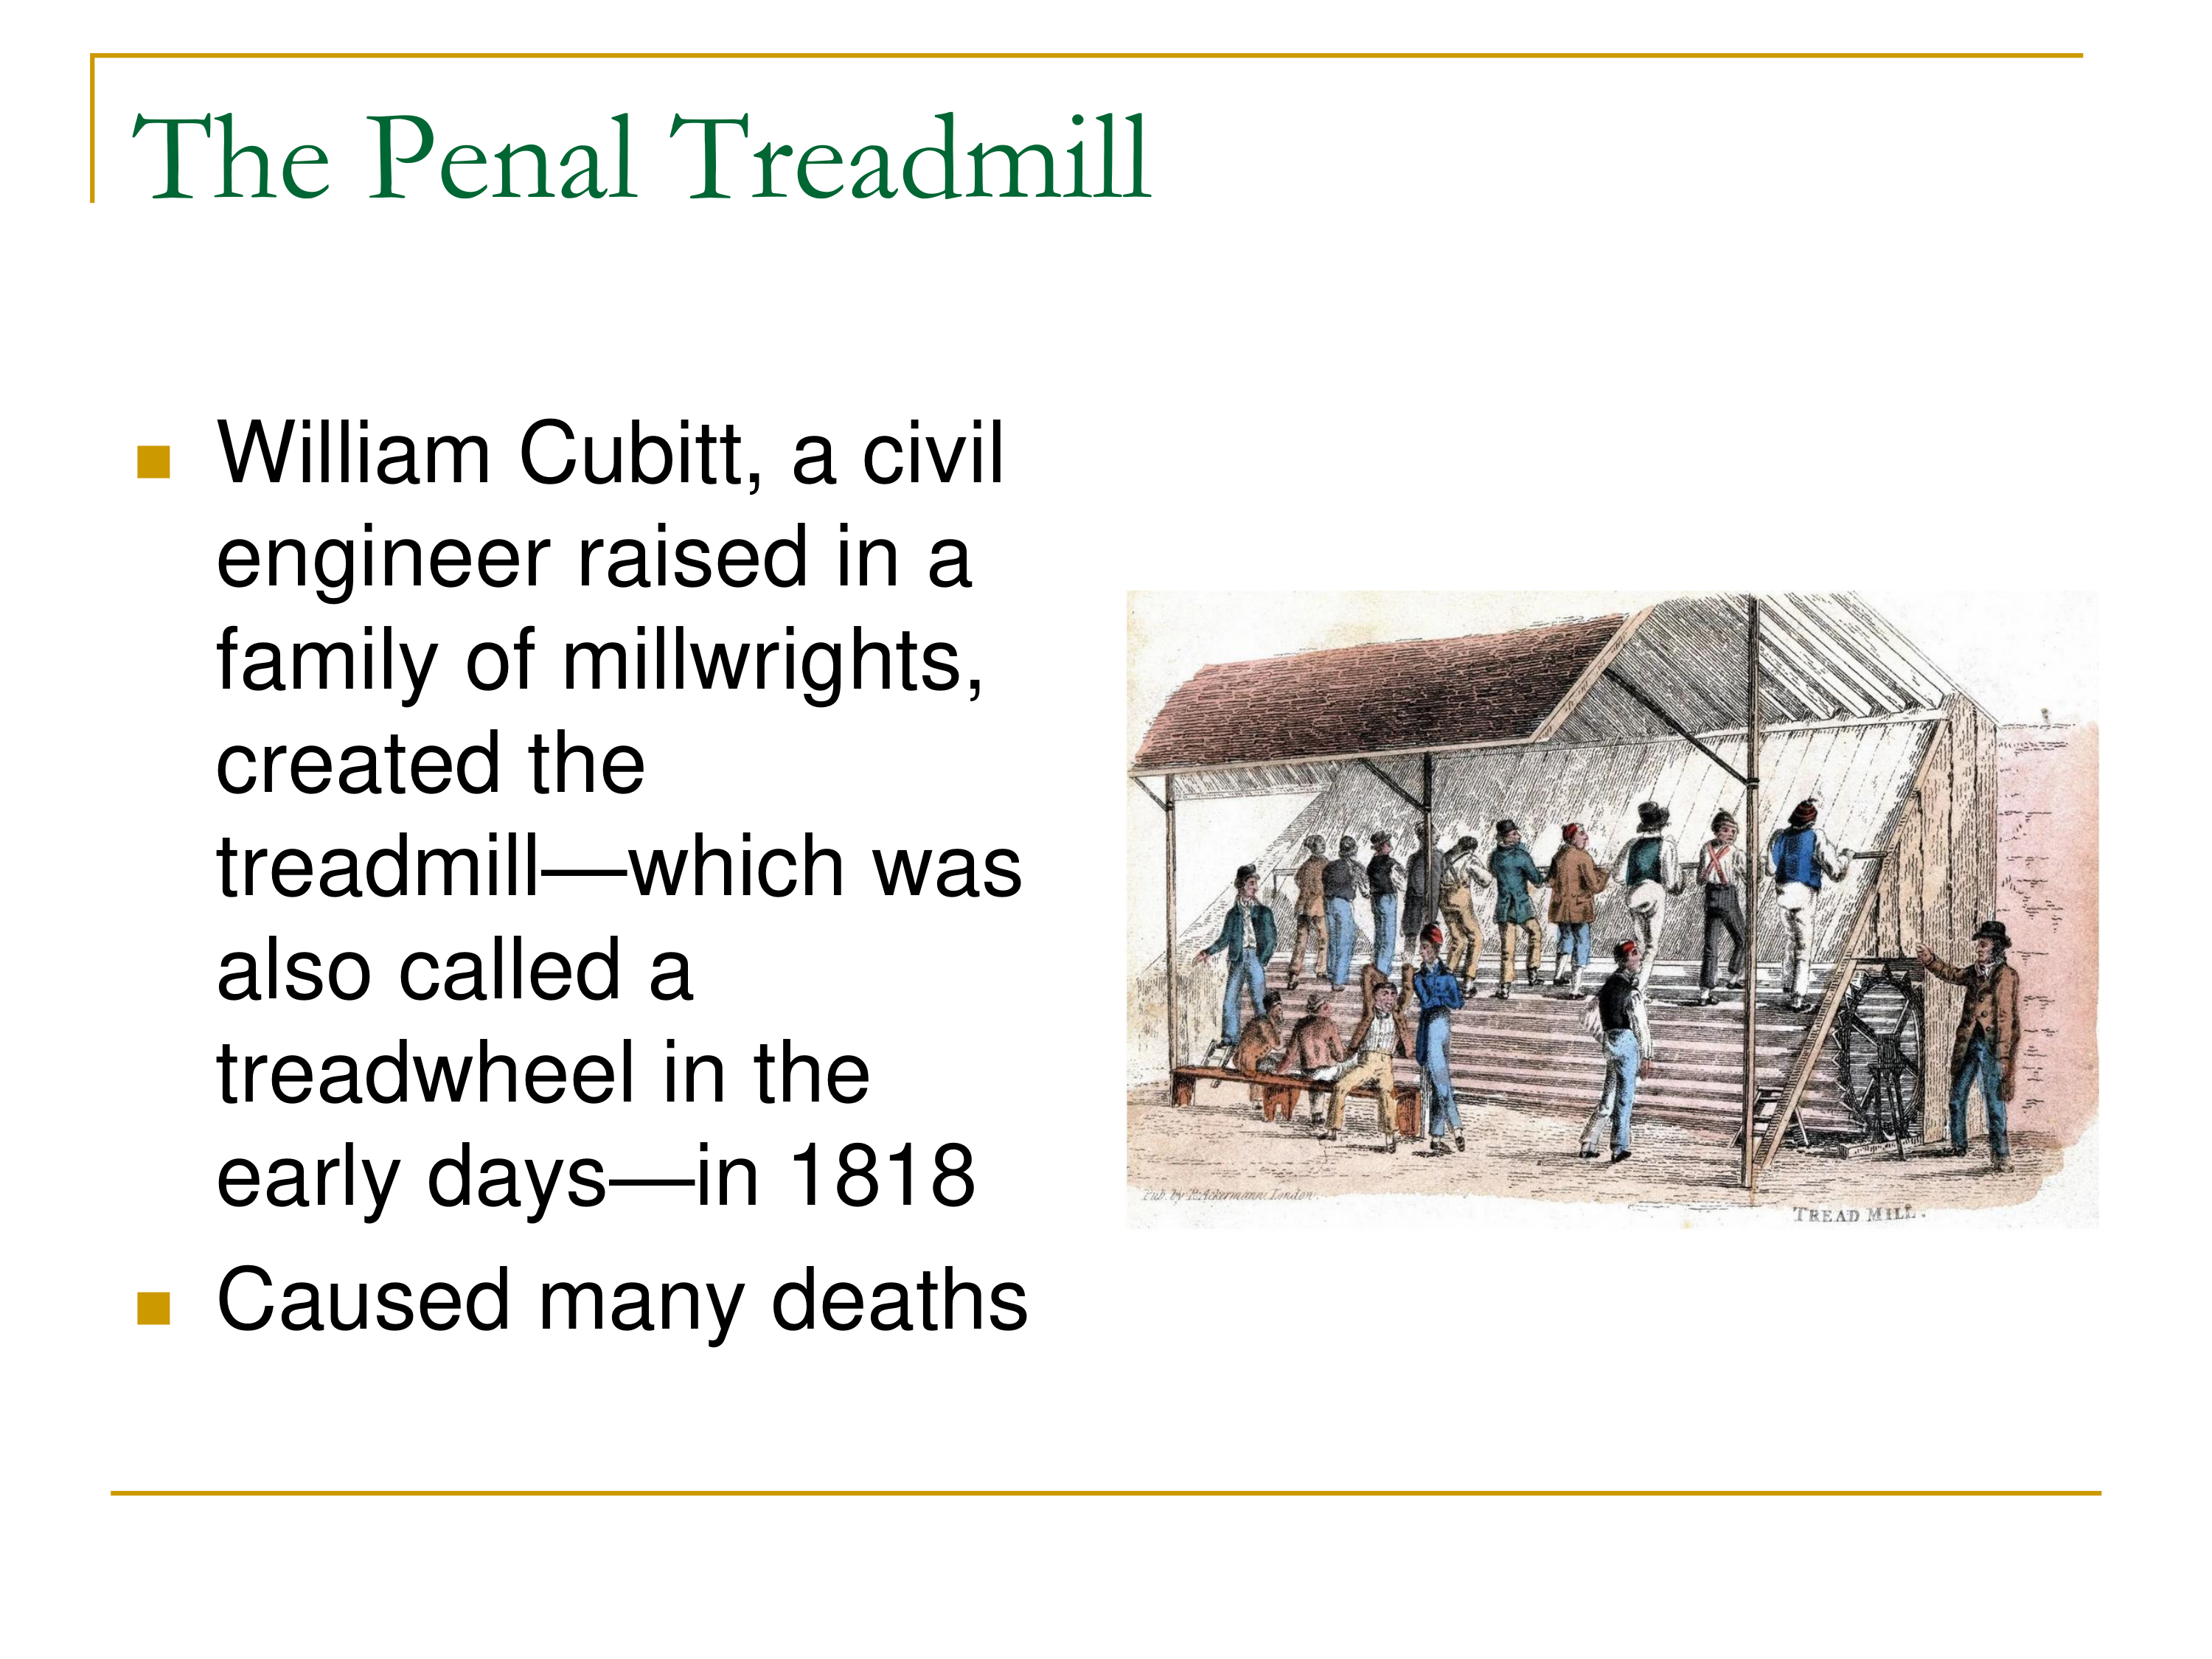 The Penal Treadmill
William Cubitt, a civil
engineer raised in a
family of millwrights,
created the
treadmill—which was
also called a
treadwheel in the
early days—in 1818
Caused many deaths
Pub. by R. Ackermann, London.
TREAD MILL.